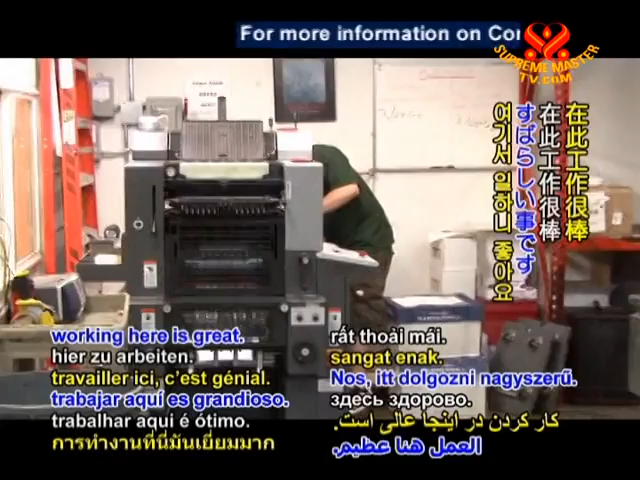 For more information on Co
SUPREME MASTER
TV.COM
在此工作很棒
在此工作很棒
すばらしい事です
여기서 일하니 좋아요
working here is great.
hier zu arbeiten.
travailler ici, c'est génial.
trabajar aquí es grandioso.
trabalhar aqui é ótimo.
การทำงานที่นี่มันเยี่ยมมาก
rất thoải mái.
sangat enak.
Nos, itt dolgozni nagyszerű.
здесь здорово.
کار کردن در اینجا عالی است.
العمل هنا عظيم.